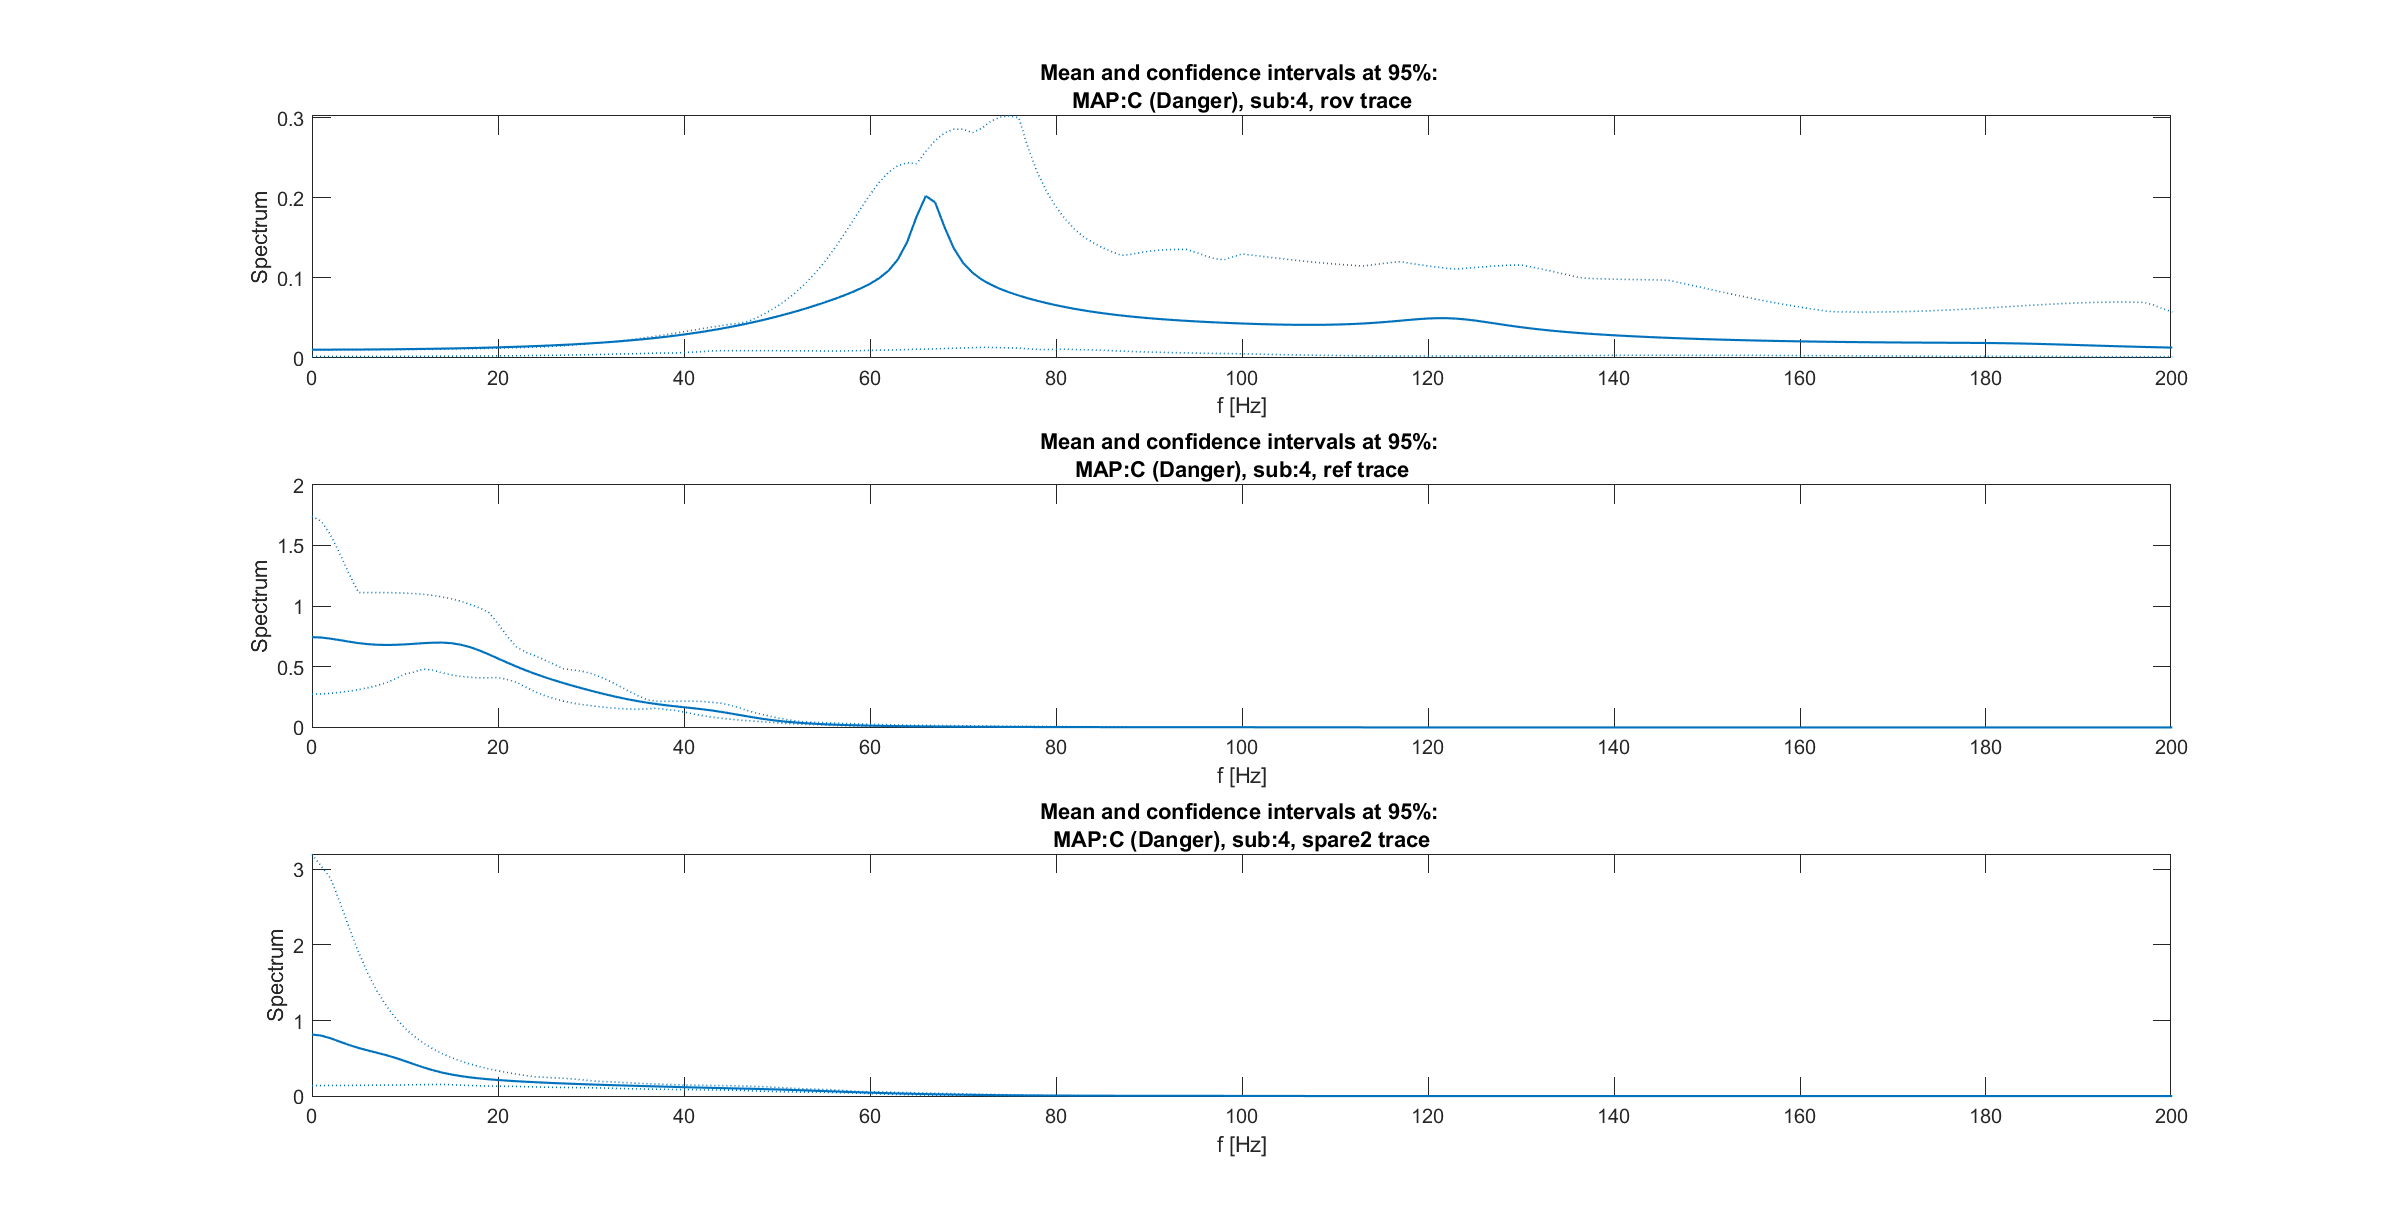 Mean and confidence intervals at 95%:
MAP:C (Danger), sub:4, rov trace
Spectrum
0.3
0.2
0.1
0
0 20 40 60 80 100 120 140 160 180 200
f [Hz]
Mean and confidence intervals at 95%:
MAP:C (Danger), sub:4, ref trace
Spectrum
2
1.5
1
0.5
0
0 20 40 60 80 100 120 140 160 180 200
f [Hz]
Mean and confidence intervals at 95%:
MAP:C (Danger), sub:4, spare2 trace
Spectrum
3
2
1
0
0 20 40 60 80 100 120 140 160 180 200
f [Hz]